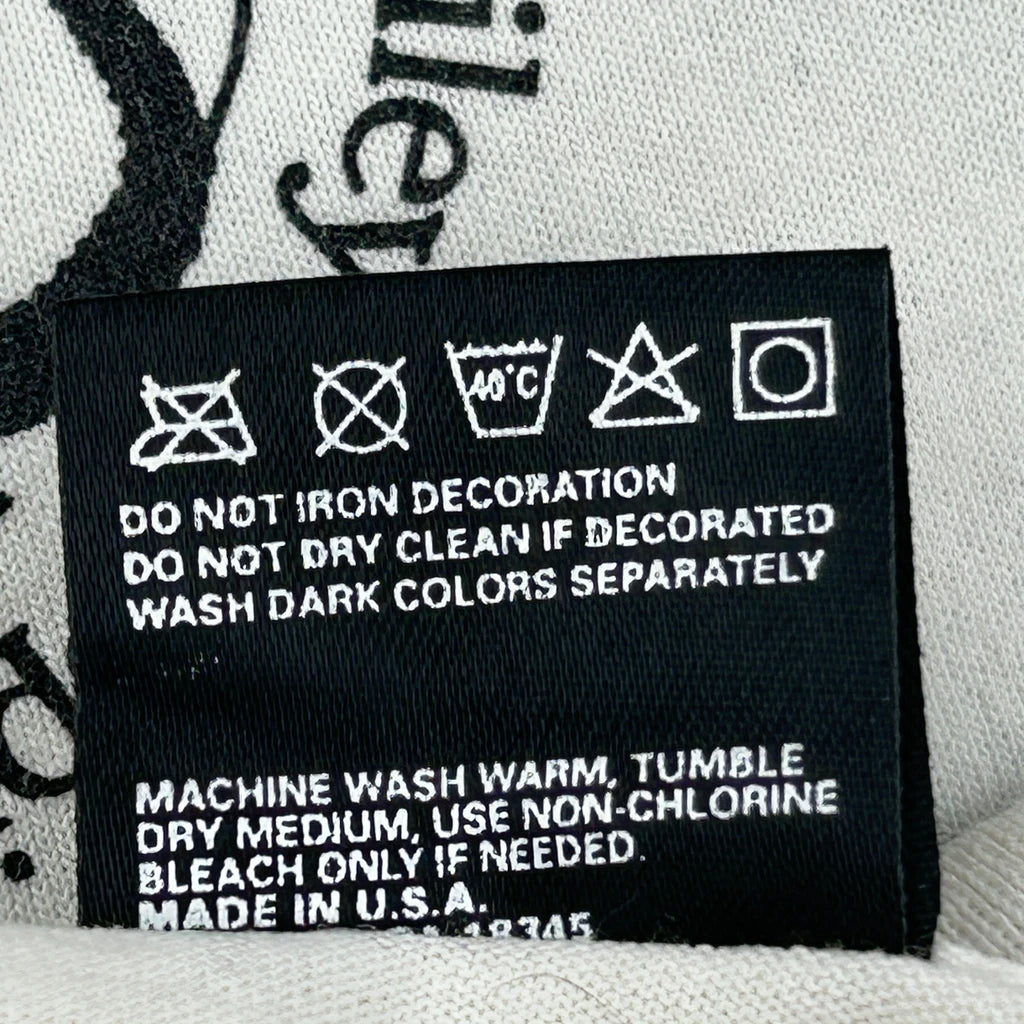 40°C
DO NOT IRON DECORATION
DO NOT DRY CLEAN IF DECORATED
WASH DARK COLORS SEPARATELY
MACHINE WASH WARM, TUMBLE
DRY MEDIUM, USE NON-CHLORINE
BLEACH ONLY IF NEEDED.
MADE IN U.S.A.
18345